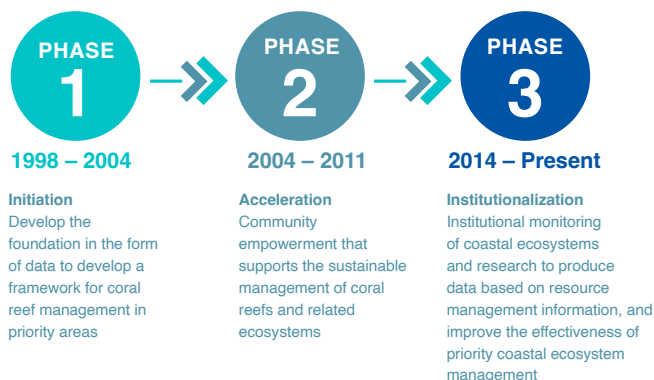 PHASE
1
PHASE
2
PHASE
3
1998 – 2004
2004 – 2011
2014 – Present
Initiation
Develop the
foundation in the form
of data to develop a
framework for coral
reef management in
priority areas
Acceleration
Community
empowerment that
supports the sustainable
management of coral
reefs and related
ecosystems
Institutionalization
Institutional monitoring
of coastal ecosystems
and research to produce
data based on resource
management information, and
improve the effectiveness of
priority coastal ecosystem
management